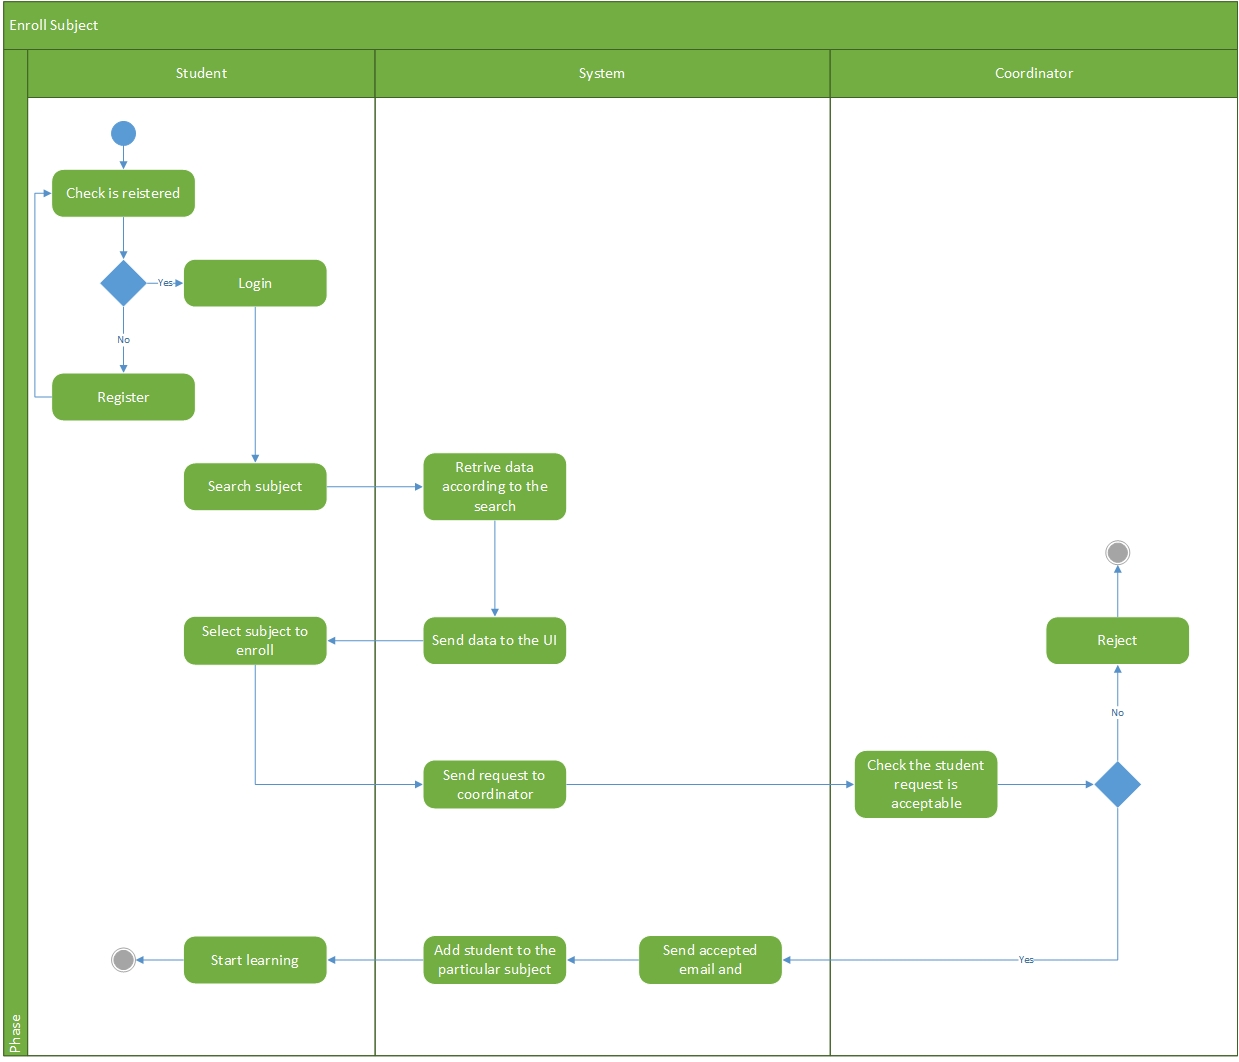 Enroll Subject
Student
System
Coordinator
Check is reistered
Yes
Login
No
Register
Search subject
Retrive data
according to the
search
Select subject to
enroll
Send data to the UI
Reject
No
Send request to
coordinator
Check the student
request is
acceptable
Start learning
Add student to the
particular subject
Send accepted
email and
Yes
Phase